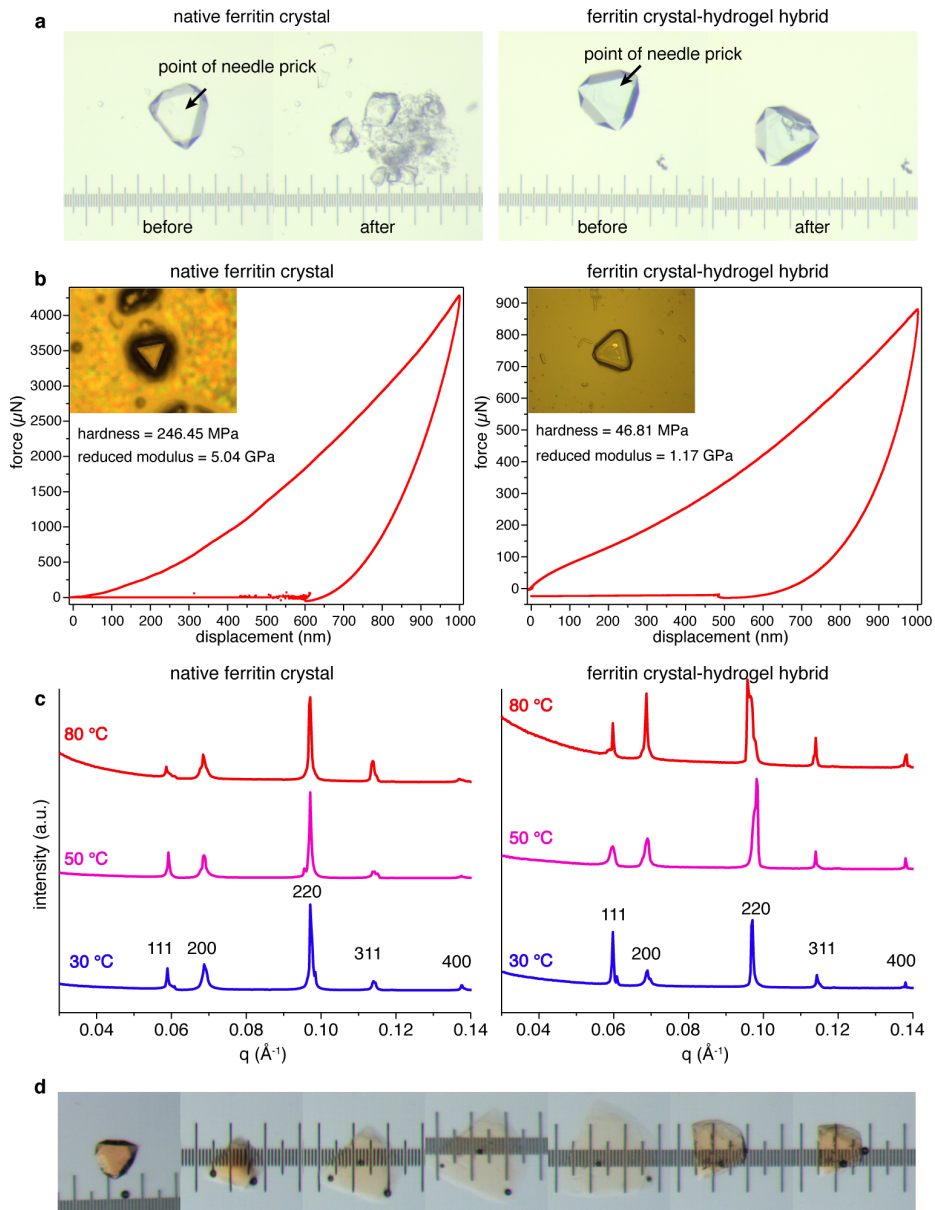 native ferritin crystal
ferritin crystal-hydrogel hybrid
a
point of needle prick
point of needle prick
before
after
before
after
b
native ferritin crystal
ferritin crystal-hydrogel hybrid
4000
3500
3000
2500
2000
1500
1000
500
0
force (µN)
hardness = 246.45 MPa
reduced modulus = 5.04 GPa
0 100 200 300 400 500 600 700 800 900 1000
displacement (nm)
900
800
700
600
500
400
300
200
100
0
force (µN)
hardness = 46.81 MPa
reduced modulus = 1.17 GPa
0 100 200 300 400 500 600 700 800 900 1000
displacement (nm)
c
native ferritin crystal
ferritin crystal-hydrogel hybrid
intensity (a.u.)
80 °C
50 °C
30 °C
111
200
220
311
400
0.04 0.06 0.08 0.10 0.12 0.14
q (Å⁻¹)
80 °C
50 °C
30 °C
111
200
220
311
400
0.04 0.06 0.08 0.10 0.12 0.14
q (Å⁻¹)
d